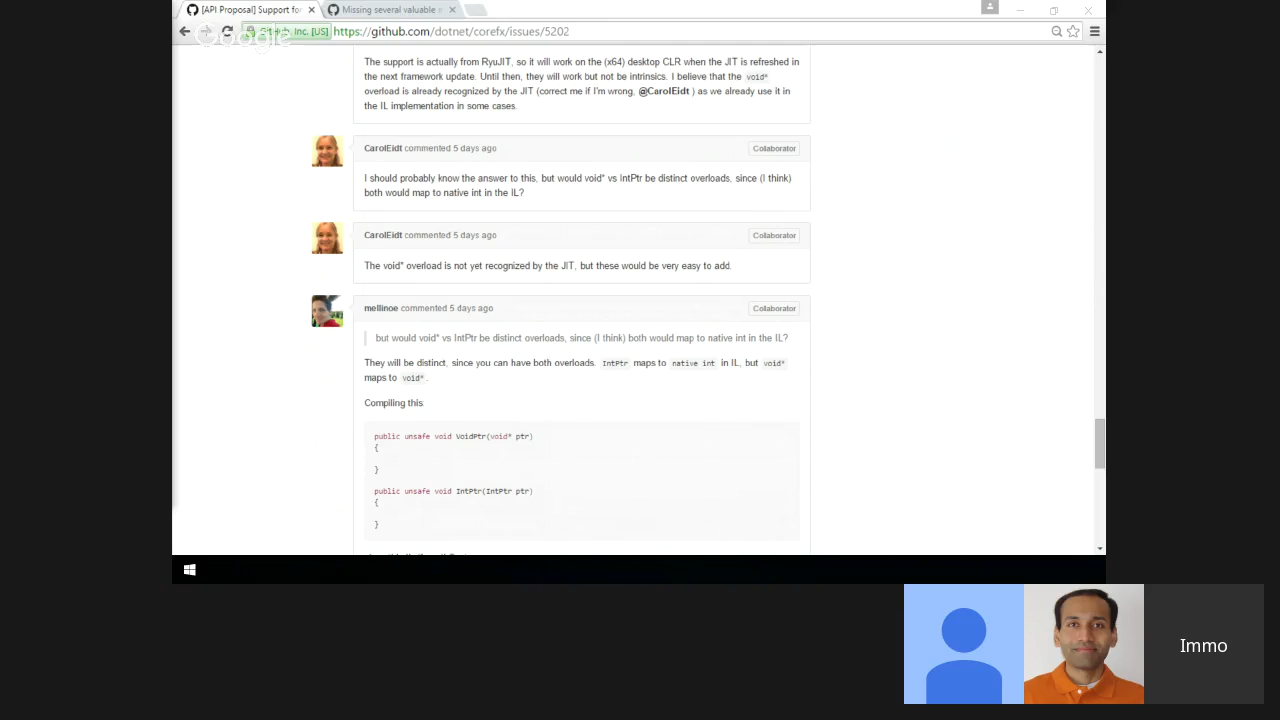 [API Proposal] Support for
Missing several valuable
Google
GitHub, Inc. [US]
https://github.com/dotnet/corefx/issues/5202
The support is actually from RyuJIT, so it will work on the (x64) desktop CLR when the JIT is refreshed in
the next framework update. Until then, they will work but not be intrinsics. I believe that the void*
overload is already recognized by the JIT (correct me if I'm wrong, @CarolEidt ) as we already use it in
the IL implementation in some cases.
CarolEidt commented 5 days ago
Collaborator
I should probably know the answer to this, but would void* vs IntPtr be distinct overloads, since (I think)
both would map to native int in the IL?
CarolEidt commented 5 days ago
Collaborator
The void* overload is not yet recognized by the JIT, but these would be very easy to add.
mellinoe commented 5 days ago
Collaborator
but would void* vs IntPtr be distinct overloads, since (I think) both would map to native int in the IL?
They will be distinct, since you can have both overloads. IntPtr maps to native int in IL, but void*
maps to void*.
Compiling this:
public unsafe void VoidPtr(void* ptr)
{
}
public unsafe void IntPtr(IntPtr ptr)
{
}
Immo